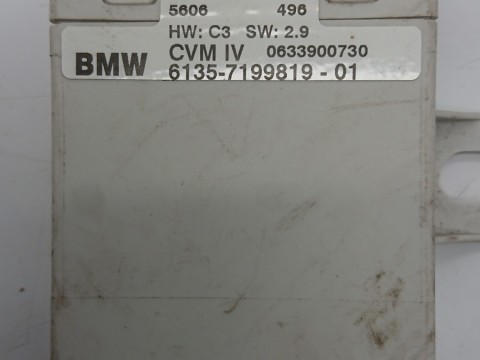 5606 496
HW: C3 SW: 2.9
CVM IV 0633900730
BMW 6135-7199819 - 01